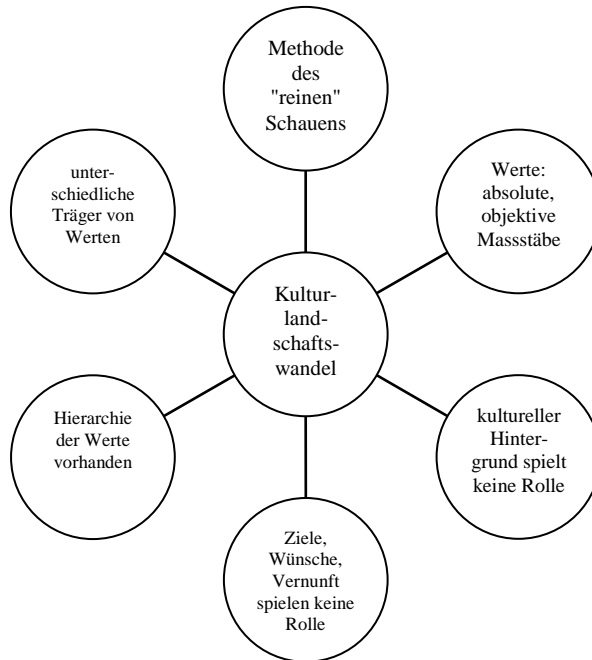 Methode
des
"reinen"
Schauens
unter-
schiedliche
Träger von
Werten
Werte:
absolute,
objektive
Massstäbe
Kultur-
land-
schafts-
wandel
Hierarchie
der Werte
vorhanden
kultureller
Hinter-
grund spielt
keine Rolle
Ziele,
Wünsche,
Vernunft
spielen keine
Rolle